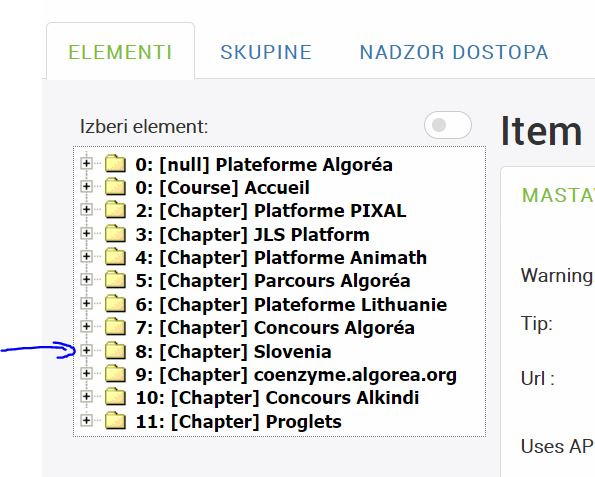 ELEMENTI SKUPINE NADZOR DOSTOPA
Izberi element:
Item
0: [null] Plateforme Algoréa
0: [Course] Accueil
2: [Chapter] Platforme PIXAL
3: [Chapter] JLS Platform
4: [Chapter] Platforme Animath
5: [Chapter] Parcours Algoréa
6: [Chapter] Plateforme Lithuanie
7: [Chapter] Concours Algoréa
8: [Chapter] Slovenia
9: [Chapter] coenzyme.algorea.org
10: [Chapter] Concours Alkindi
11: [Chapter] Proglets
MASTA
Warning
Tip:
Url :
Uses AP